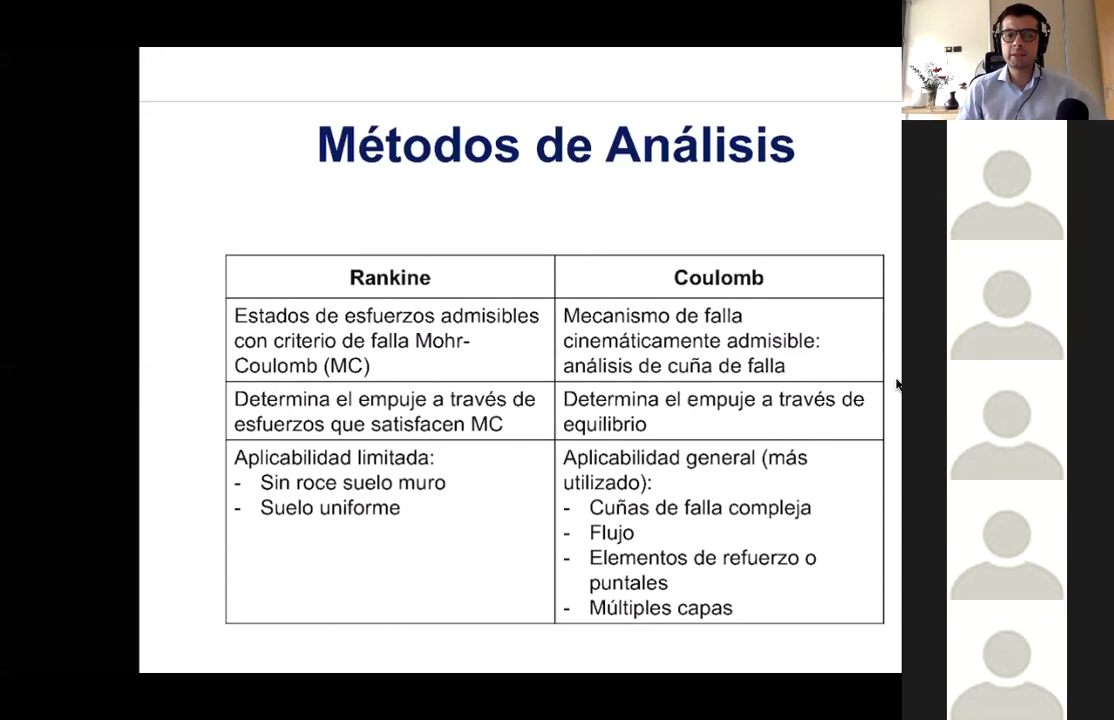 Métodos de Análisis
Rankine
Coulomb
Estados de esfuerzos admisibles
con criterio de falla Mohr-
Coulomb (MC)
Mecanismo de falla
cinemáticamente admisible:
análisis de cuña de falla
Determina el empuje a través de
esfuerzos que satisfacen MC
Determina el empuje a través de
equilibrio
Aplicabilidad limitada:
- Sin roce suelo muro
- Suelo uniforme
Aplicabilidad general (más
utilizado):
- Cuñas de falla compleja
- Flujo
- Elementos de refuerzo o
puntales
- Múltiples capas